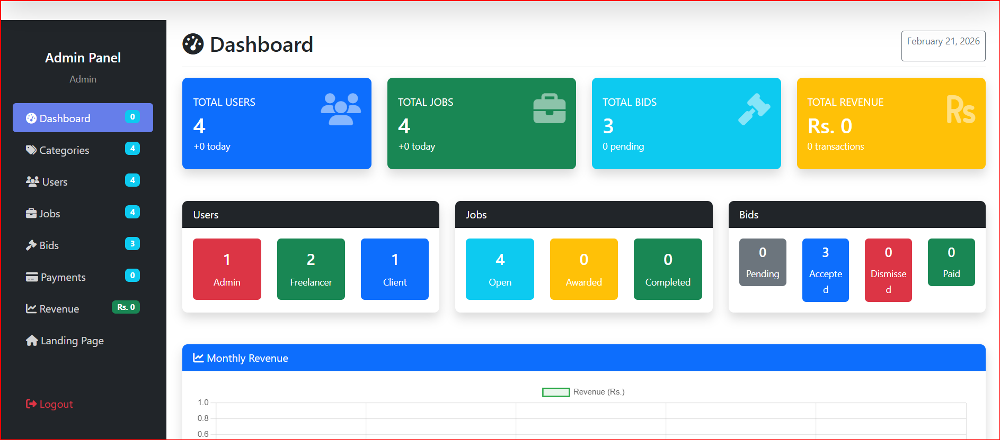 Admin Panel
Admin
Dashboard 0
Categories 4
Users 4
Jobs 4
Bids 3
Payments 0
Revenue Rs. 0
Landing Page
Logout
Dashboard
February 21, 2026
TOTAL USERS
4
+0 today
TOTAL JOBS
4
+0 today
TOTAL BIDS
3
0 pending
TOTAL REVENUE
Rs. 0
0 transactions
Rs
Users
1
Admin
2
Freelancer
1
Client
Jobs
4
Open
0
Awarded
0
Completed
Bids
0
Pending
3
Accepte
d
0
Dismisse
d
0
Paid
Monthly Revenue
Revenue (Rs.)
1.0
0.8
0.6